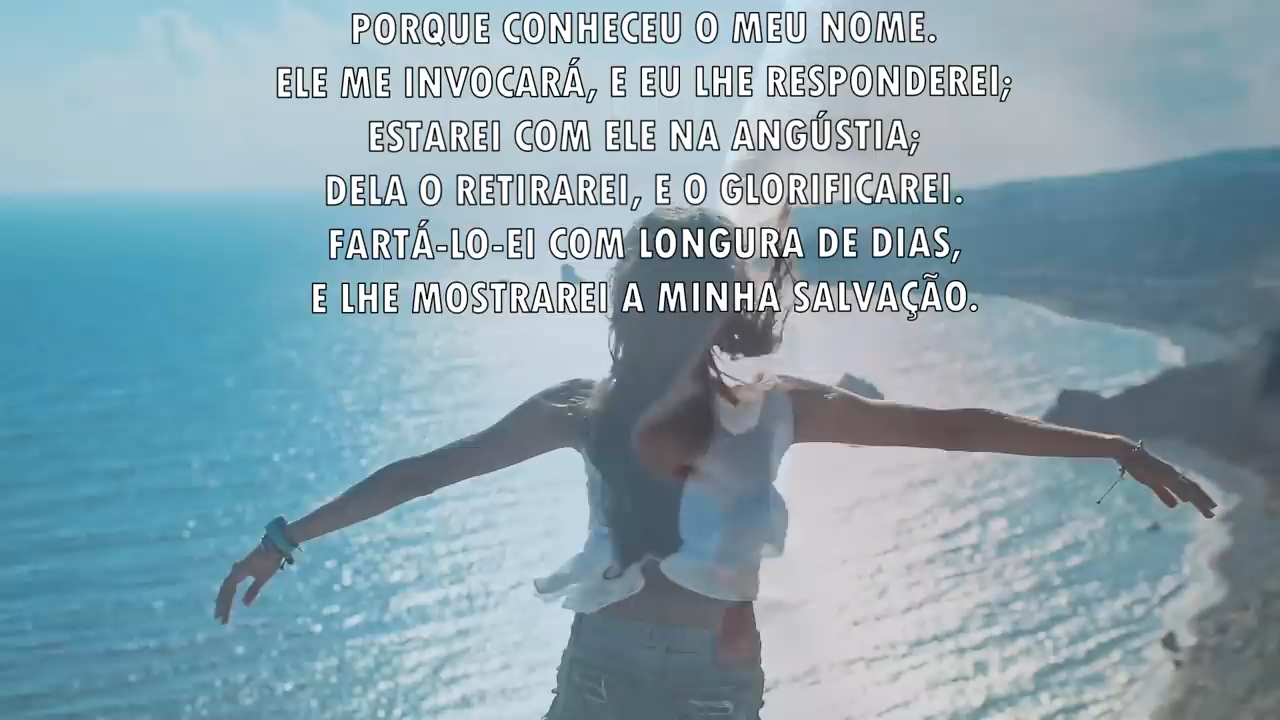 PORQUE CONHECEU O MEU NOME.
ELE ME INVOCARÁ, E EU LHE RESPONDEREI;
ESTAREI COM ELE NA ANGÚSTIA;
DELA O RETIRAREI, E O GLORIFICAREI.
FARTÁ-LO-EI COM LONGURA DE DIAS,
E LHE MOSTRAREI A MINHA SALVAÇÃO.